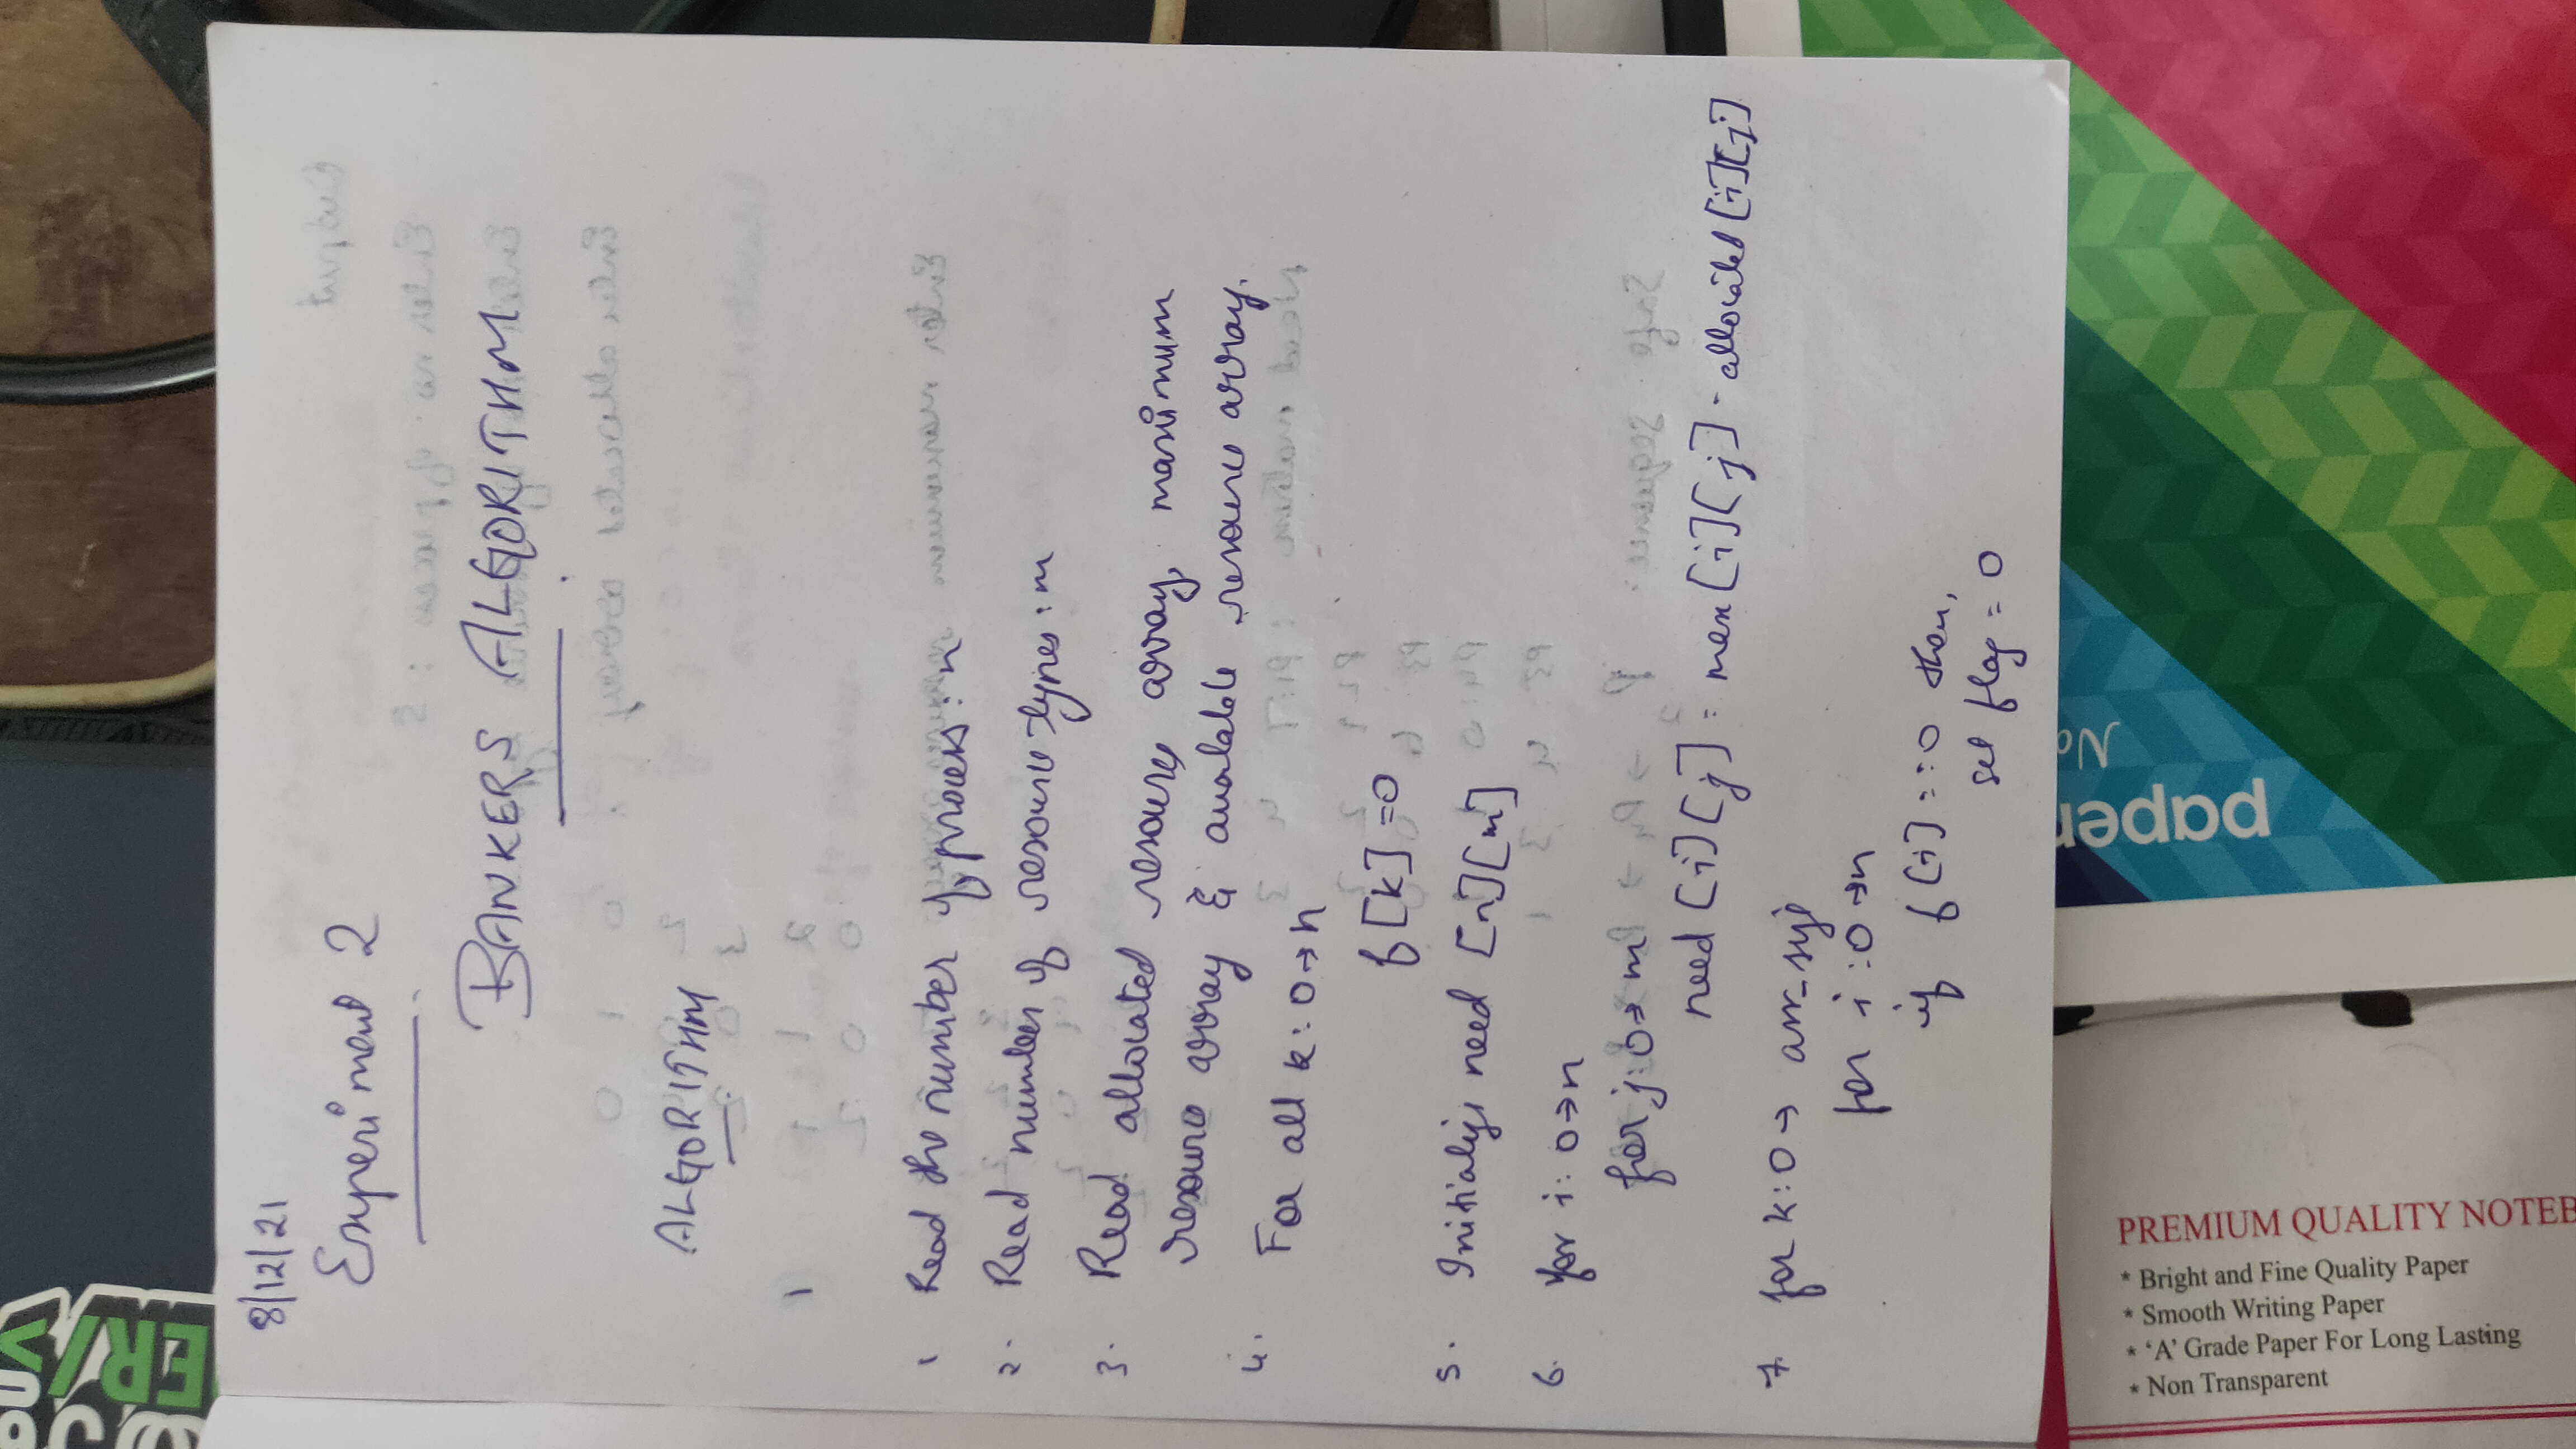 ER/>
8/12/21
Experiment 2
BANKERS ALGORITHM
ALGORITHM
1
1 Read the number of process : n
2. Read number of resource types : m
3. Read allocated resource array, maximum
resource array & available resource array.
4. For all k : 0 → n
f[k] = 0
5. Initialize need [n][m]
6. for i : 0 → n
for j : 0 → m
need [i][j] = max[i][j] - allocated[i][j]
7. for k : 0 → arr_size
for i : 0 → n
if f[i] == 0 then,
set flag = 0
PREMIUM QUALITY NOTEB
* Bright and Fine Quality Paper
* Smooth Writing Paper
* 'A' Grade Paper For Long Lasting
* Non Transparent
paper
No